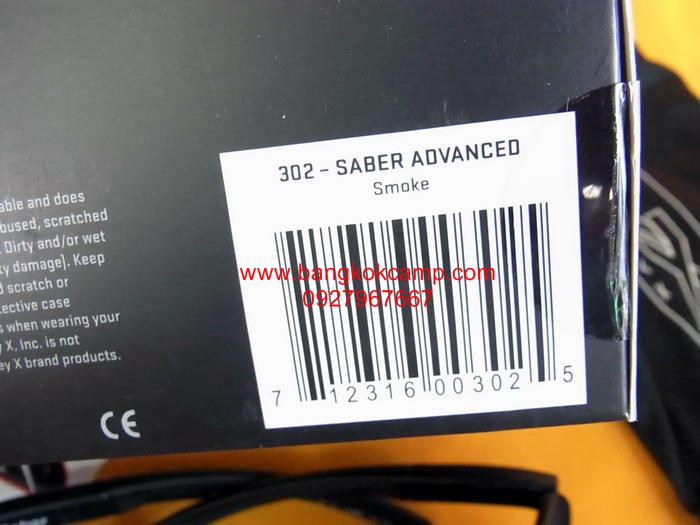 302 – SABER ADVANCED
Smoke
www.bangkokcamp.com
0927967667
7 12316 00302 5
able and does
bused, scratched
Dirty and/or wet
ty damage). Keep
scratch or
ective case
s when wearing your
y X, Inc. is not
ey X brand products.
CE